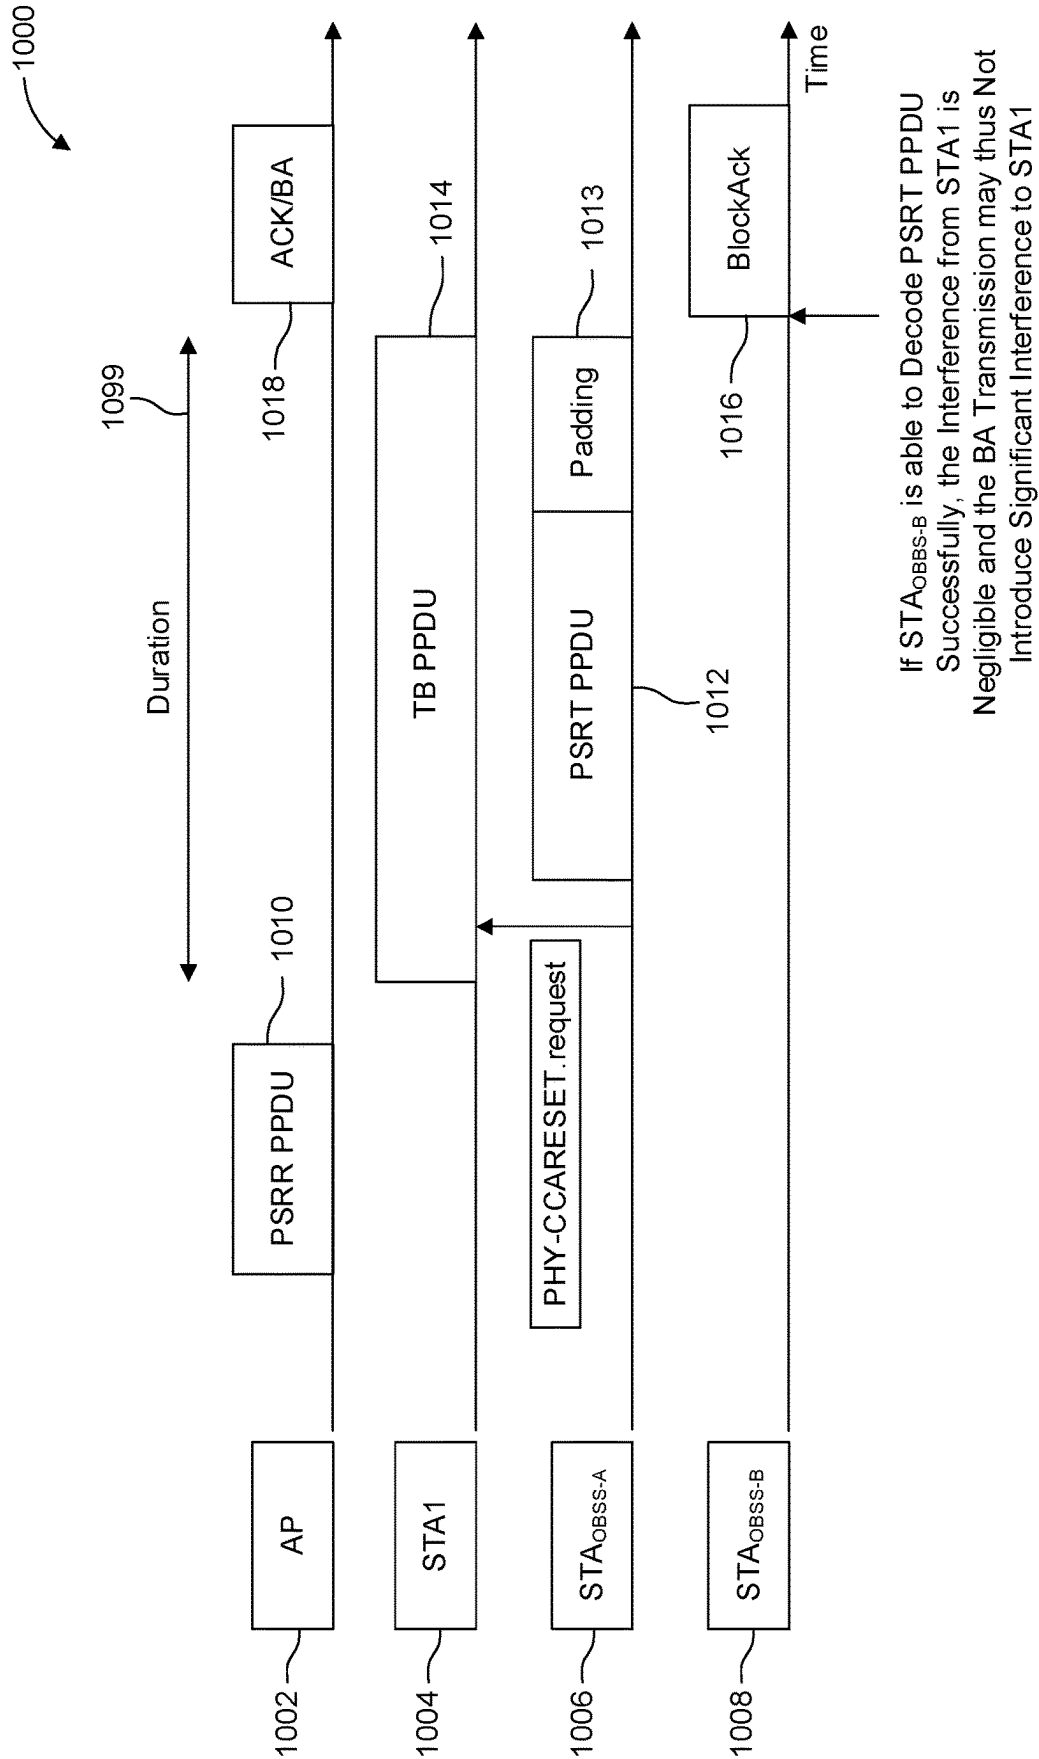 1000
1099
Duration
1002
AP
PSRR PPDU
1010
1018
ACK/BA
1004
STA1
TB PPDU
1014
1006
STAOBSS-A
PHY-CCARESET.request
PSRT PPDU
Padding
1013
1012
1008
STAOBSS-B
1016
BlockAck
Time
If STAOBBS-B is able to Decode PSRT PPDU
Successfully, the Interference from STA1 is
Negligible and the BA Transmission may thus Not
Introduce Significant Interference to STA1